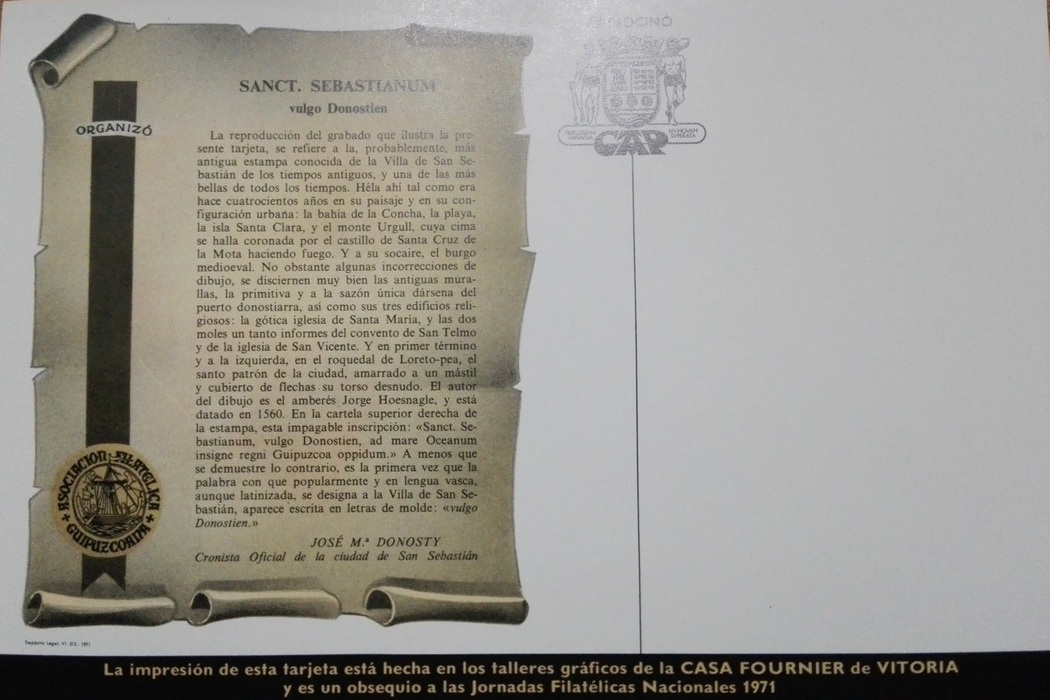 PATROCINÓ
CAP
ORGANIZÓ
SANCT. SEBASTIANUM
vulgo Donostien
La reproducción del grabado que ilustra la pre-
sente tarjeta, se refiere a la, probablemente, más
antigua estampa conocida de la Villa de San Se-
bastián de los tiempos antiguos, y una de las más
bellas de todos los tiempos. Héla ahí tal como era
hace cuatrocientos años en su paisaje y en su con-
figuración urbana: la bahía de la Concha, la playa,
la isla Santa Clara, y el monte Urgull, cuya cima
se halla coronada por el castillo de Santa Cruz de
la Mota haciendo fuego. Y a su socaire, el burgo
medioeval. No obstante algunas incorrecciones de
dibujo, se disciernen muy bien las antiguas mura-
llas, la primitiva y a la sazón única dársena del
puerto donostiarra, así como sus tres edificios reli-
giosos: la gótica iglesia de Santa María, y las dos
moles un tanto informes del convento de San Telmo
y de la iglesia de San Vicente. Y en primer término
y a la izquierda, en el roquedal de Loreto-pea, el
santo patrón de la ciudad, amarrado a un mástil
y cubierto de flechas su torso desnudo. El autor
del dibujo es el amberés Jorge Hoesnagle, y está
datado en 1560. En la cartela superior derecha de
la estampa, esta impagable inscripción: «Sanct. Se-
bastianum, vulgo Donostien, ad mare Oceanum
insigne regni Guipuzcoa oppidum.» A menos que
se demuestre lo contrario, es la primera vez que la
palabra con que popularmente y en lengua vasca,
aunque latinizada, se designa a la Villa de San Se-
bastián, aparece escrita en letras de molde: «vulgo
Donostien.»
JOSÉ M.ª DONOSTY
Cronista Oficial de la ciudad de San Sebastián
ASOCIACION FILATELICA
GUIPUZCOANA
Depósito Legal: VI. 375 - 1971
La impresión de esta tarjeta está hecha en los talleres gráficos de la CASA FOURNIER de VITORIA
y es un obsequio a las Jornadas Filatélicas Nacionales 1971